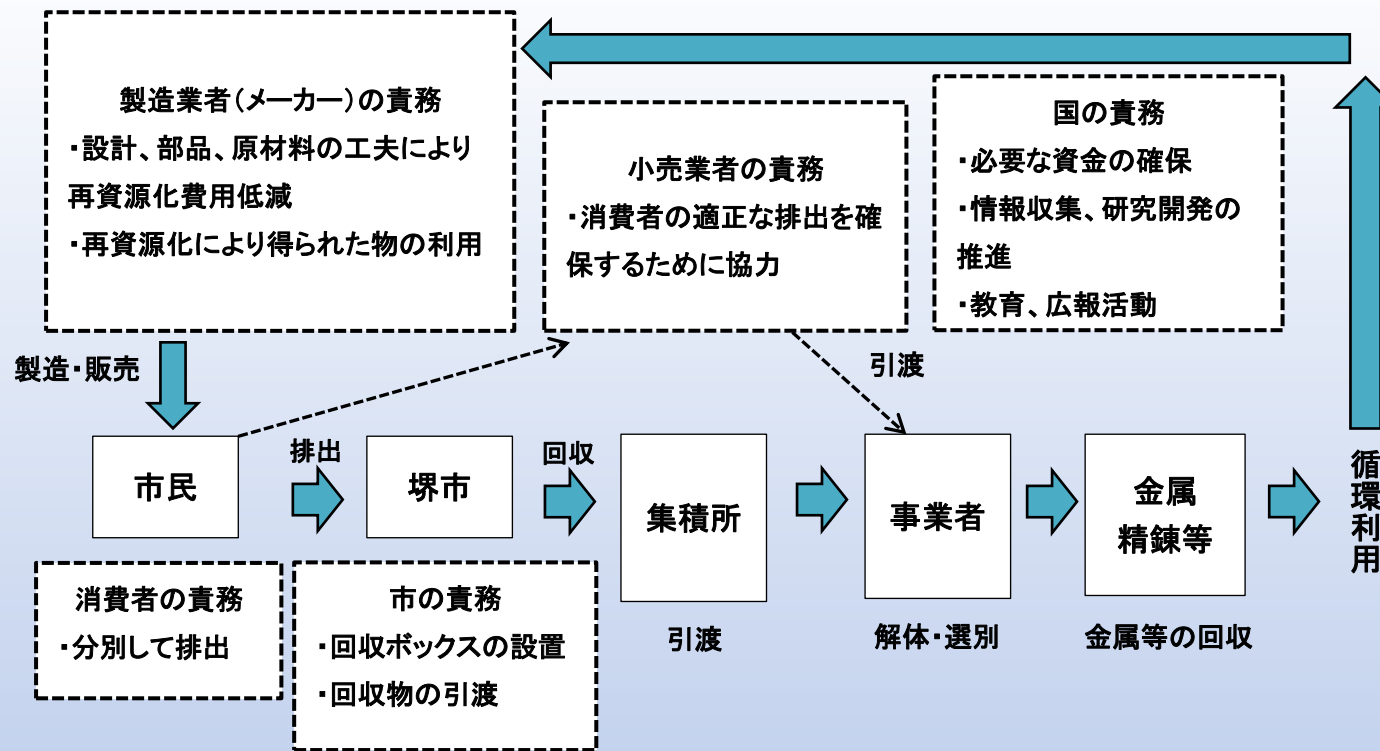 製造業者(メーカー)の責務
・設計、部品、原材料の工夫により
再資源化費用低減
・再資源化により得られた物の利用
小売業者の責務
・消費者の適正な排出を確
保するために協力
国の責務
・必要な資金の確保
・情報収集、研究開発の
推進
・教育、広報活動
製造・販売
引渡
市民
排出
堺市
回収
集積所
事業者
金属
精錬等
循環利用
消費者の責務
・分別して排出
市の責務
・回収ボックスの設置
・回収物の引渡
引渡
解体・選別
金属等の回収